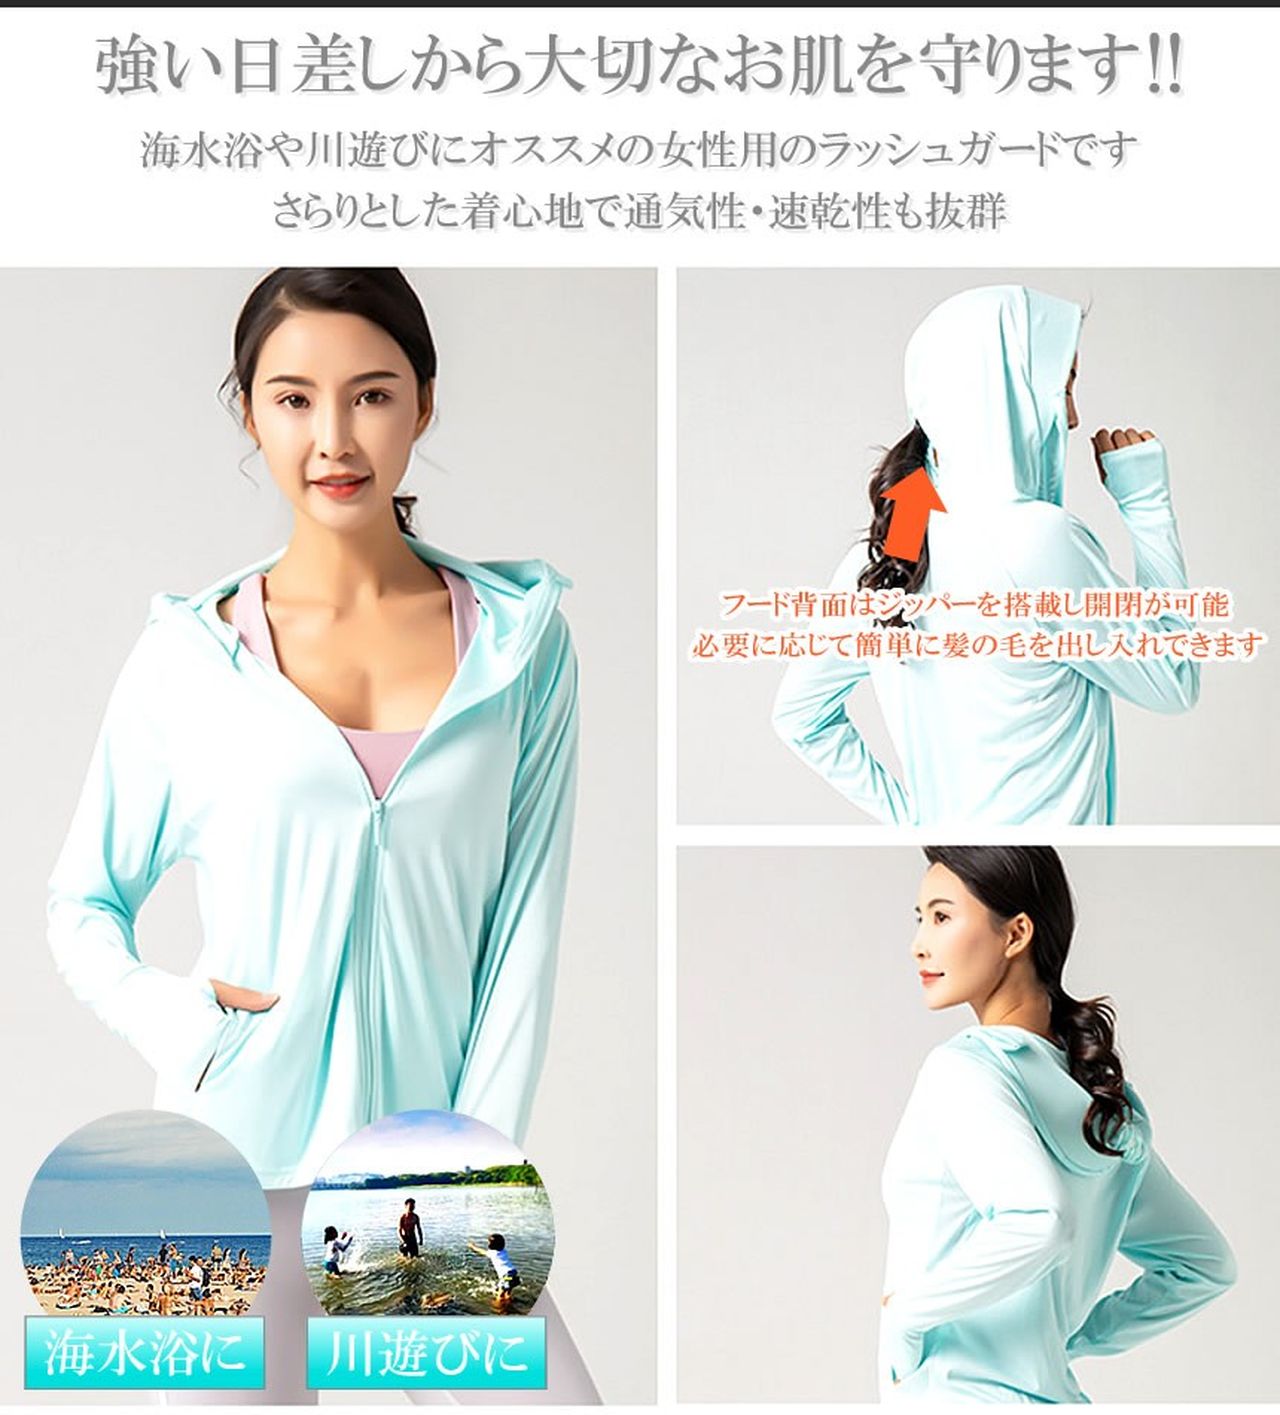 強い日差しから大切なお肌を守ります!!
海水浴や川遊びにオススメの女性用のラッシュガードです
さらりとした着心地で通気性・速乾性も抜群
フード背面はジッパーを搭載し開閉が可能
必要に応じて簡単に髪の毛を出し入れできます
海水浴に
川遊びに